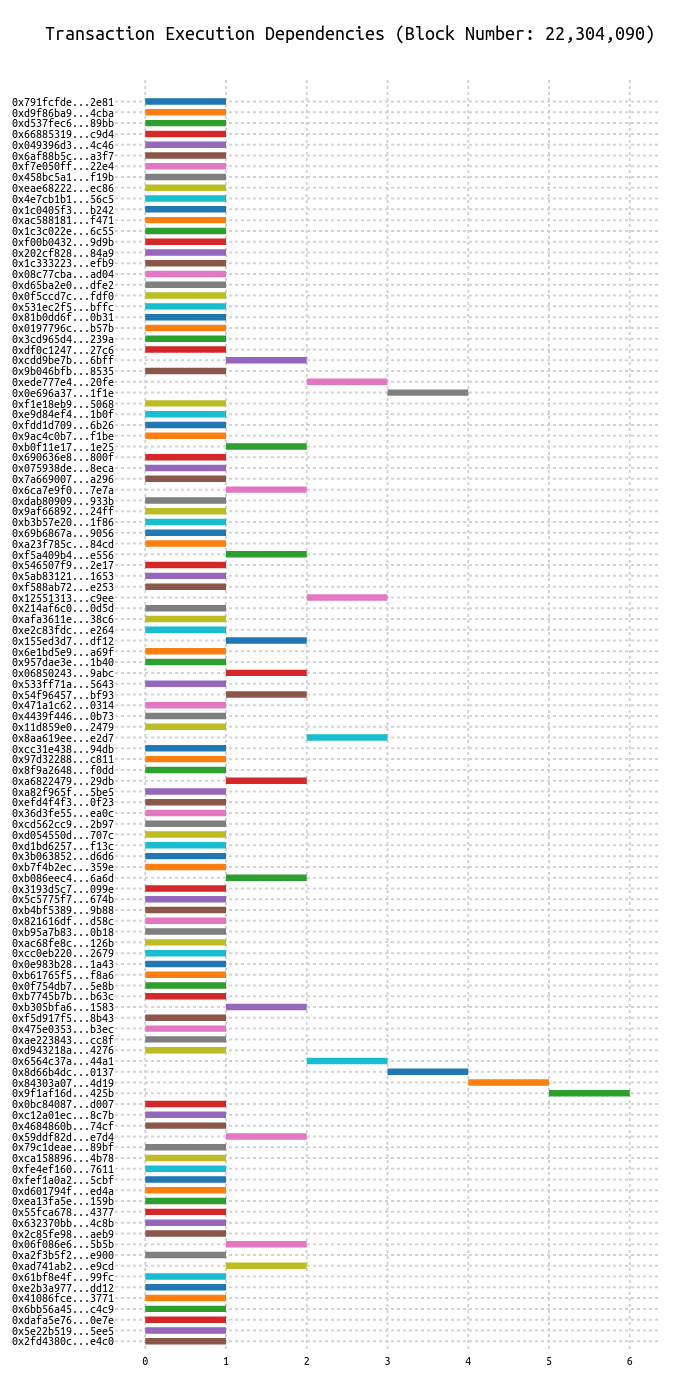 Transaction Execution Dependencies (Block Number: 22,304,090)
0x791fcfde...2e81
0xd9f86ba9...4cba
0xd537fec6...89bb
0x66885319...c9d4
0x049396d3...4c46
0x6af88b5c...a3f7
0xf7e050ff...22e4
0x458bc5a1...f19b
0xeae68222...ec86
0x4e7cb1b1...56c5
0x1c0405f3...b242
0xac588181...f471
0x1c3c022e...6c55
0xf00b0432...9d9b
0x202cf828...84a9
0x1c333223...efb9
0x08c77cba...ad04
0xd65ba2e0...dfe2
0x0f5ccd7c...fdf0
0x531ec2f5...bffc
0x81b0dd6f...0b31
0x0197796c...b57b
0x3cd965d4...239a
0xdf0c1247...27c6
0xcdd9be7b...6bff
0x9b046bfb...8535
0xede777e4...20fe
0x0e696a37...1f1e
0xf1e18eb9...5068
0xe9d84ef4...1b0f
0xfdd1d709...6b26
0x9ac4c0b7...f1be
0xb0f11e17...1e25
0x690636e8...800f
0x075938de...8eca
0x7a669007...a296
0x6ca7e9f0...7e7a
0xdab80909...933b
0x9af66892...24ff
0xb3b57e20...1f86
0x69b6867a...9056
0xa23f785c...84cd
0xf5a409b4...e556
0x546507f9...2e17
0x5ab83121...1653
0xf588ab72...e253
0x12551313...c9ee
0x214af6c0...0d5d
0xafa3611e...38c6
0xe2c83fdc...e264
0x155ed3d7...df12
0x6e1bd5e9...a69f
0x957dae3e...1b40
0x06850243...9abc
0x533ff71a...5643
0x54f96457...bf93
0x471a1c62...0314
0x4439f446...0b73
0x11d859e0...2479
0x8aa619ee...e2d7
0xcc31e438...94db
0x97d32288...c811
0x8f9a2648...f0dd
0xa6822479...29db
0xa82f965f...5be5
0xefd4f4f3...0f23
0x36d3fe55...ea0c
0xcd562cc9...2b97
0xd054550d...707c
0xd1bd6257...f13c
0x3b063852...d6d6
0xb7f4b2ec...359e
0xb086eec4...6a6d
0x3193d5c7...099e
0x5c5775f7...674b
0xb4bf5389...9b88
0x821616df...d58c
0xb95a7b83...0b18
0xac68fe8c...126b
0xcc0eb220...2679
0x0e983b28...1a43
0xb61765f5...f8a6
0x0f754db7...5e8b
0xb7745b7b...b63c
0xb305bfa6...1583
0xf5d917f5...8b43
0x475e0353...b3ec
0xae223843...cc8f
0xd943218a...4276
0x6564c37a...44a1
0x8d66b4dc...0137
0x84303a07...4d19
0x9f1af16d...425b
0x0bc84087...d007
0xc12a01ec...8c7b
0x4684860b...74cf
0x59ddf82d...e7d4
0x79c1deae...89bf
0xca158896...4b78
0xfe4ef160...7611
0xfef1a0a2...5cbf
0xd601794f...ed4a
0xea13fa5e...159b
0x55fca678...4377
0x632370bb...4c8b
0x2c85fe98...aeb9
0x06f086e6...5b5b
0xa2f3b5f2...e900
0xad741ab2...e9cd
0x61bf8e4f...99fc
0xe2b3a977...dd12
0x41086fce...3771
0x6bb56a45...c4c9
0xdafa5e76...0e7e
0x5e22b519...5ee5
0x2fd4380c...e4c0
0 1 2 3 4 5 6